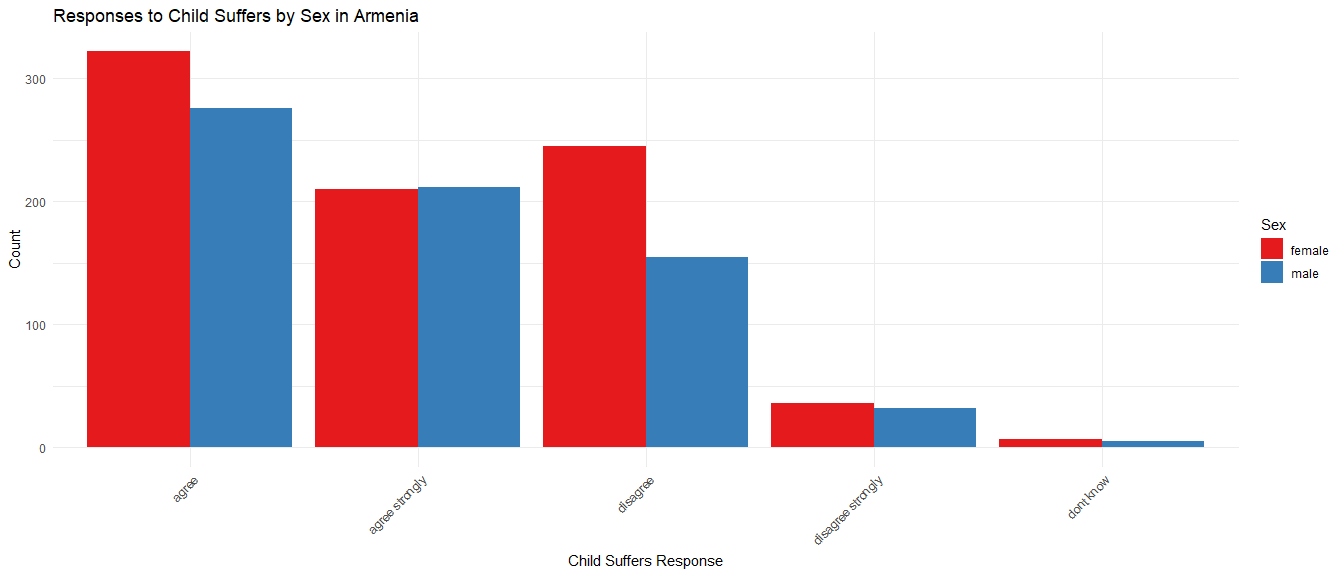 Responses to Child Suffers by Sex in Armenia
Count
300
200
100
0
agree
agree strongly
disagree
disagree strongly
dont know
Child Suffers Response
Sex
female
male